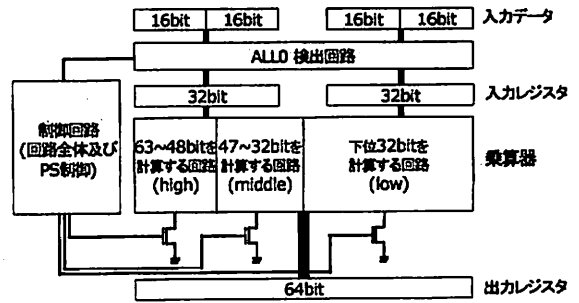 16bit 16bit 16bit 16bit 入力データ
ALL0 検出回路
32bit 32bit 入力レジスタ
制御回路
(回路全体及び
PS制御)
63~48bitを
計算する回路
(high)
47~32bitを
計算する回路
(middle)
下位32bitを
計算する回路
(low)
乗算器
64bit 出力レジスタ